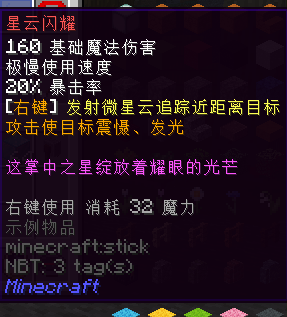 星云闪耀
160 基础魔法伤害
极慢使用速度
20% 暴击率
[右键] 发射微星云追踪近距离目标
攻击使目标震慑、发光
这掌中之星绽放着耀眼的光芒
右键使用 消耗 32 魔力
示例物品
minecraft:stick
NBT: 3 tag(s)
Minecraft